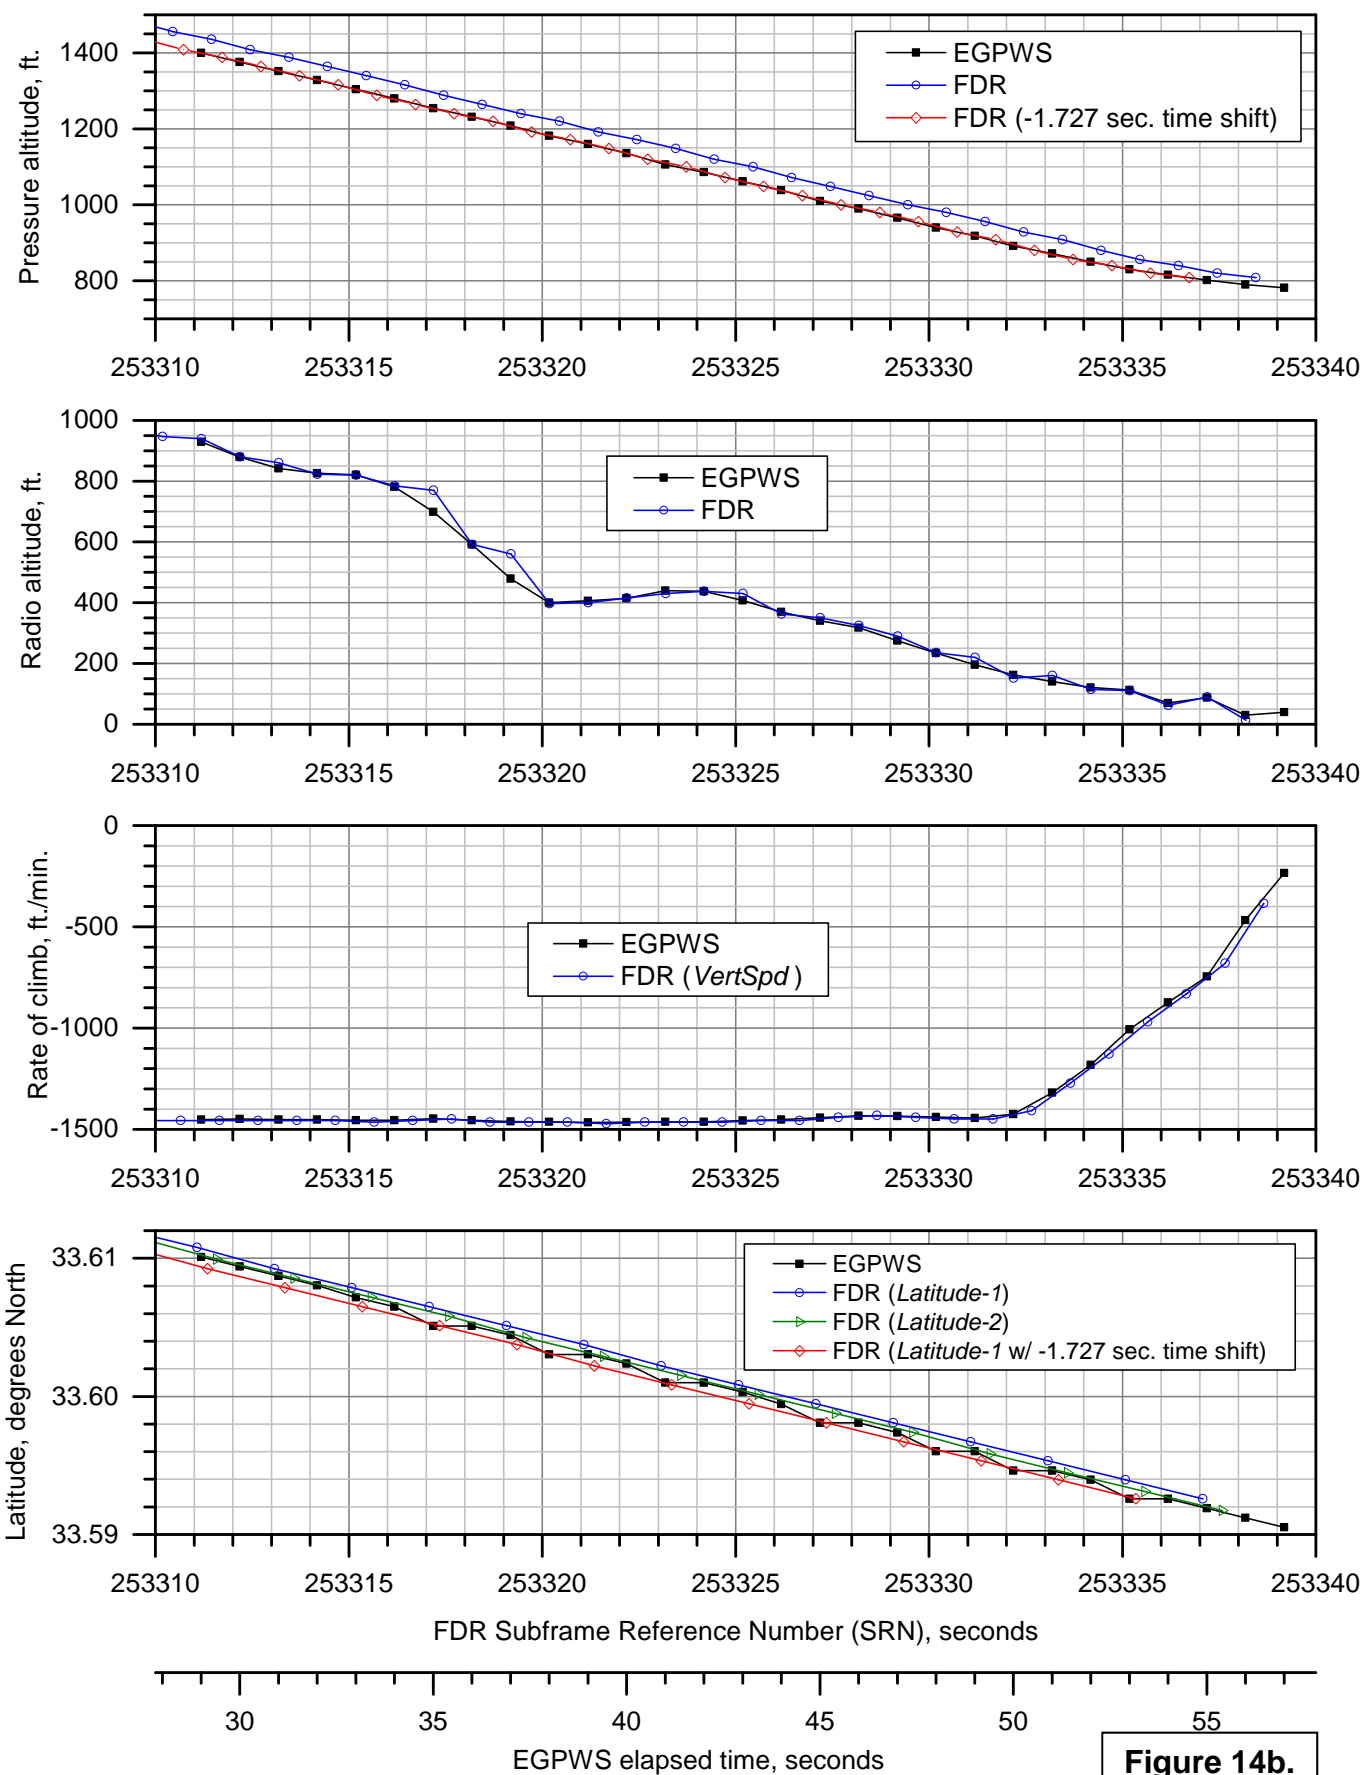 Pressure altitude, ft.
1400
1200
1000
800
EGPWS
FDR
FDR (-1.727 sec. time shift)
253310 253315 253320 253325 253330 253335 253340
Radio altitude, ft.
1000
800
600
400
200
0
EGPWS
FDR
253310 253315 253320 253325 253330 253335 253340
Rate of climb, ft./min.
0
-500
-1000
-1500
EGPWS
FDR (VertSpd)
253310 253315 253320 253325 253330 253335 253340
Latitude, degrees North
33.61
33.60
33.59
EGPWS
FDR (Latitude-1)
FDR (Latitude-2)
FDR (Latitude-1 w/ -1.727 sec. time shift)
253310 253315 253320 253325 253330 253335 253340
FDR Subframe Reference Number (SRN), seconds
30 35 40 45 50 55
EGPWS elapsed time, seconds
Figure 14b.